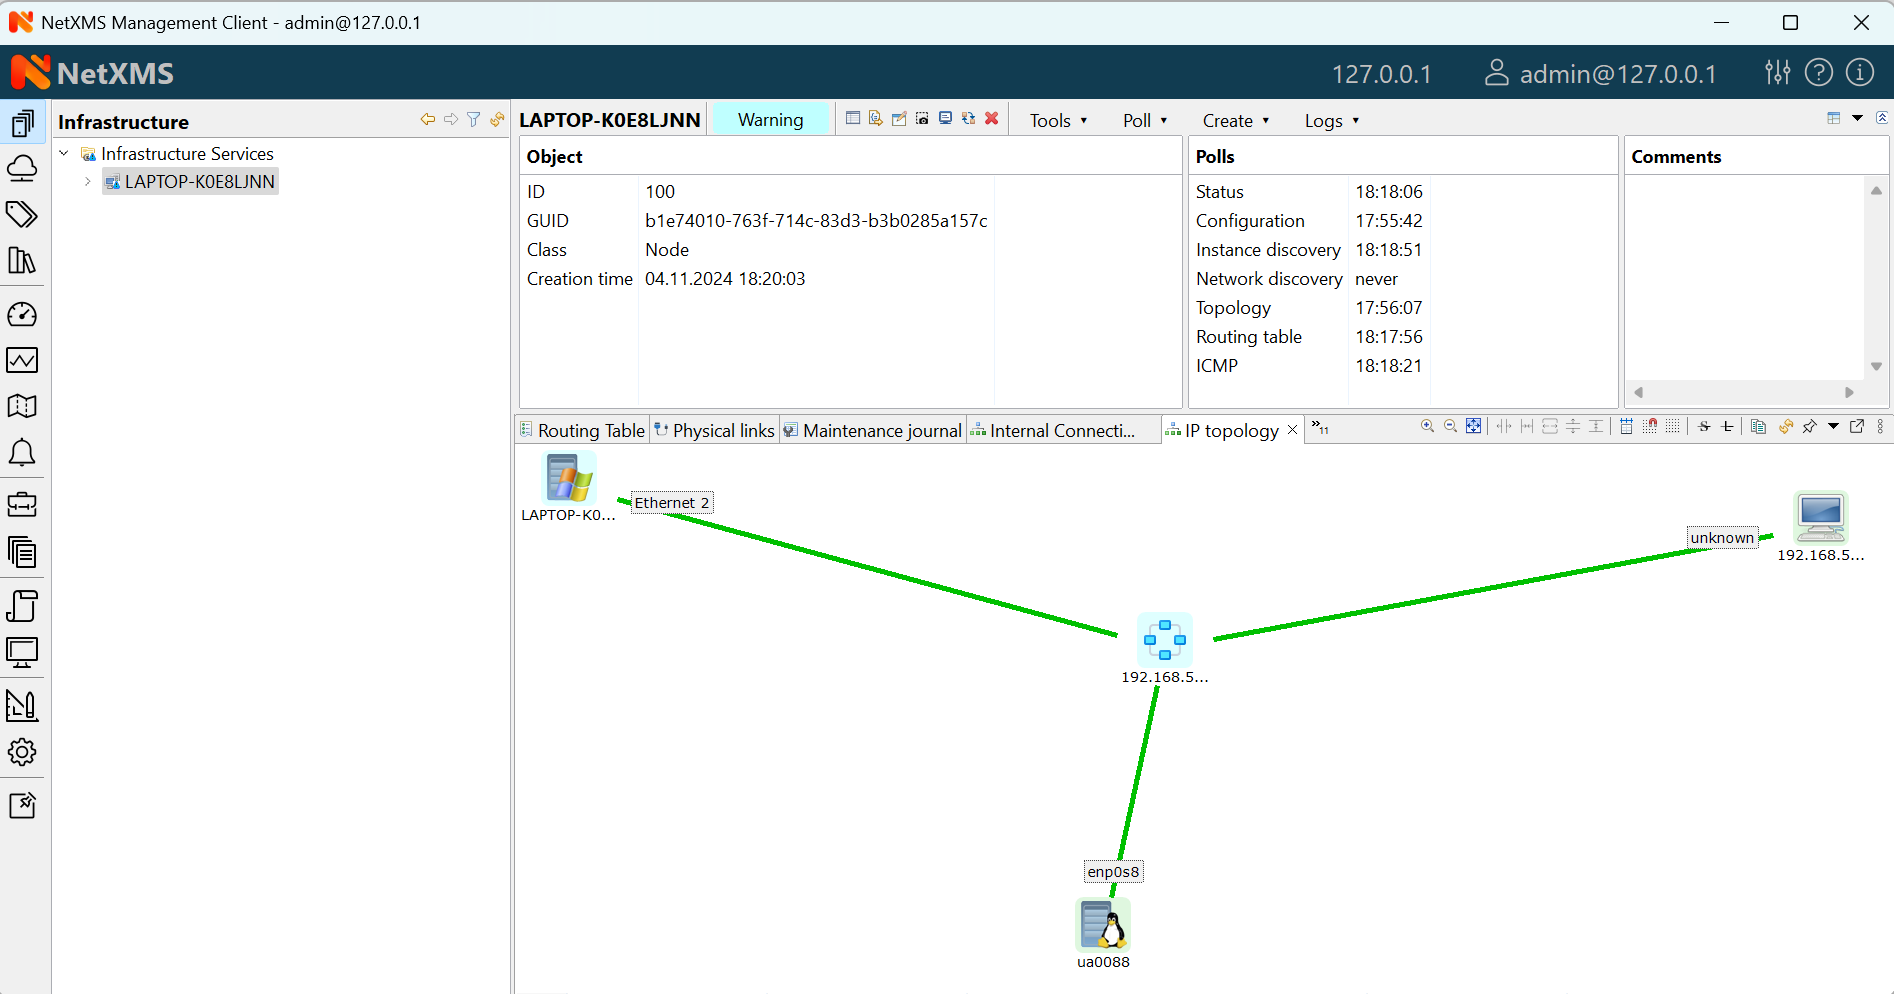 NetXMS Management Client - admin@127.0.0.1
NetXMS
127.0.0.1
admin@127.0.0.1
Infrastructure
Infrastructure Services
LAPTOP-K0E8LJNN
LAPTOP-K0E8LJNN
Warning
Tools
Poll
Create
Logs
Object
ID 100
GUID b1e74010-763f-714c-83d3-b3b0285a157c
Class Node
Creation time 04.11.2024 18:20:03
Polls
Status 18:18:06
Configuration 17:55:42
Instance discovery 18:18:51
Network discovery never
Topology 17:56:07
Routing table 18:17:56
ICMP 18:18:21
Comments
Routing Table
Physical links
Maintenance journal
Internal Connecti...
IP topology
»11
LAPTOP-K0...
Ethernet 2
unknown
192.168.5...
192.168.5...
enp0s8
ua0088